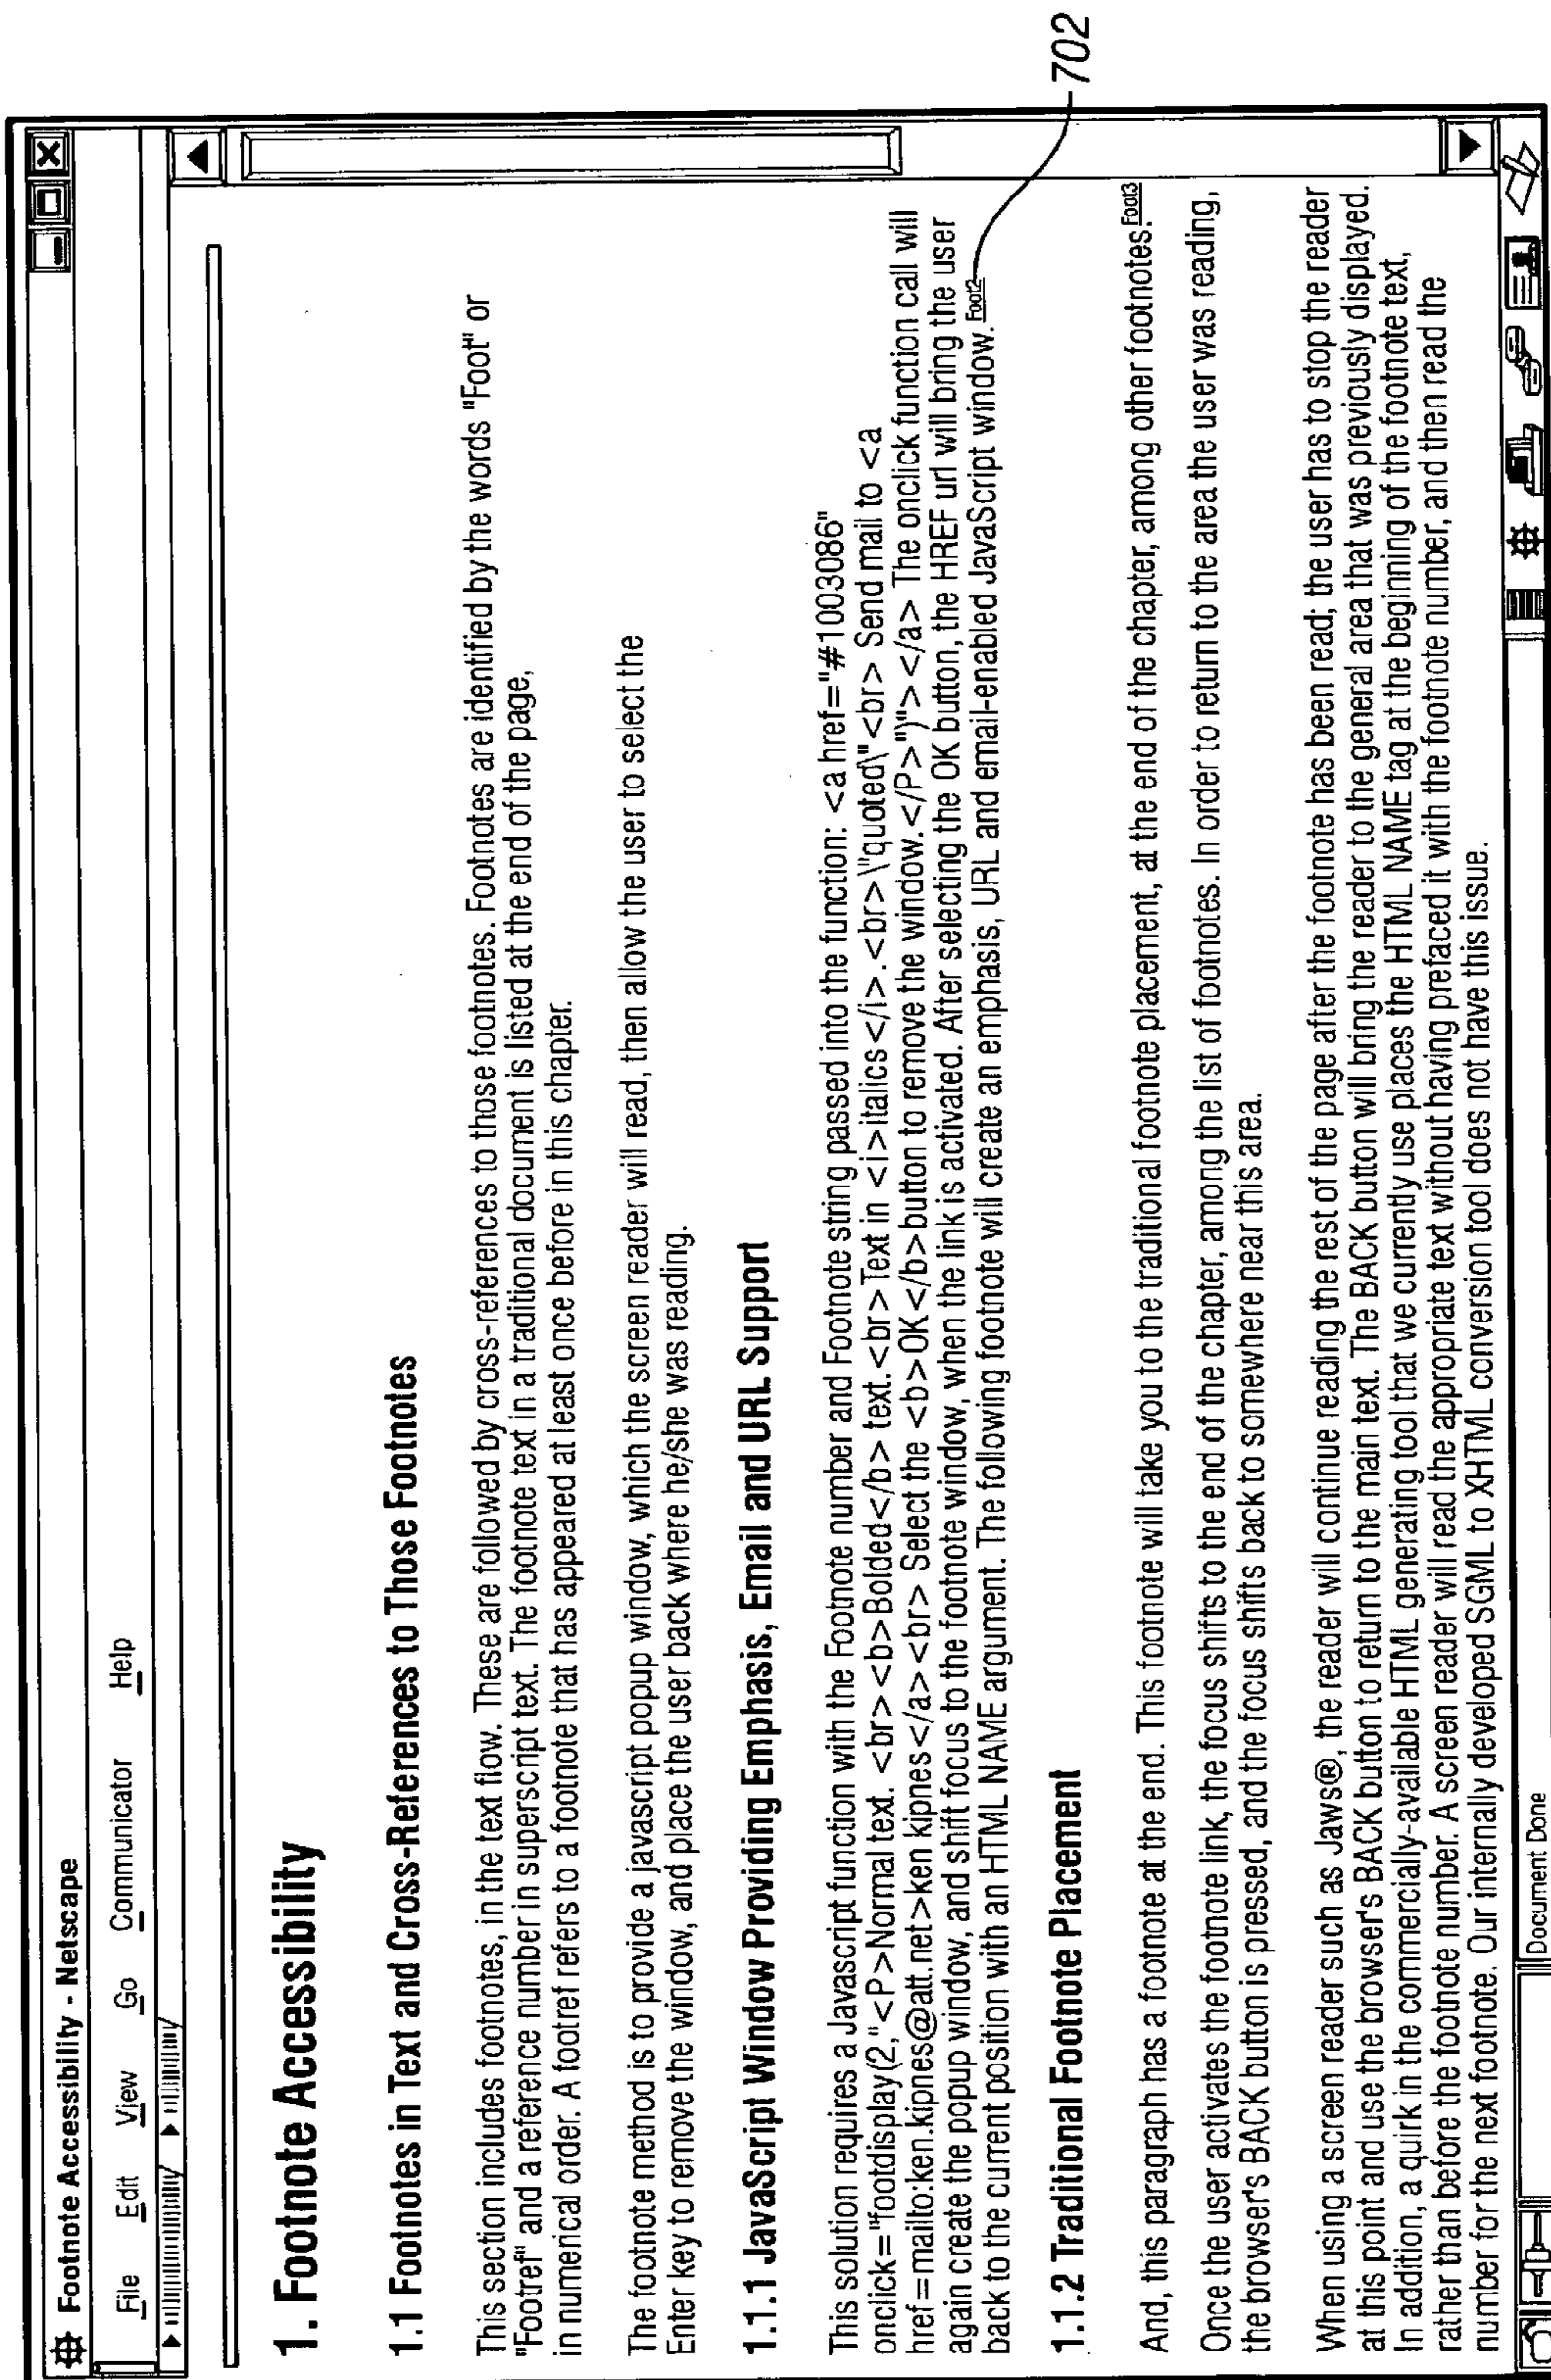 Footnote Accessibility - Netscape
File Edit View Go Communicator Help
1. Footnote Accessibility
1.1 Footnotes in Text and Cross-References to Those Footnotes
This section includes footnotes, in the text flow. These are followed by cross-references to those footnotes. Footnotes are identified by the words "Foot" or
"Footref" and a reference number in superscript text. The footnote text in a traditional document is listed at the end of the page,
in numerical order. A footref refers to a footnote that has appeared at least once before in this chapter.
The footnote method is to provide a javascript popup window, which the screen reader will read, then allow the user to select the
Enter key to remove the window, and place the user back where he/she was reading.
1.1.1 JavaScript Window Providing Emphasis, Email and URL Support
This solution requires a Javascript function with the Footnote number and Footnote string passed into the function: <a href="#1003086"
onclick="footdisplay(2,"<P>Normal text. <br><b>Bolded</b> text.<br>Text in <i>italics</i>.<br>\"quoted\"<br> Send mail to <a
href=mailto:ken.kipnes@att.net>ken kipnes</a><br> Select the <b>OK</b> button to remove the window.</P>")"></a> The onclick function call will
again create the popup window, and shift focus to the footnote window, when the link is activated. After selecting the OK button, the HREF url will bring the user
back to the current position with an HTML NAME argument. The following footnote will create an emphasis, URL and email-enabled JavaScript window. Foot2
702
1.1.2 Traditional Footnote Placement
And, this paragraph has a footnote at the end. This footnote will take you to the traditional footnote placement, at the end of the chapter, among other footnotes. Foot3
Once the user activates the footnote link, the focus shifts to the end of the chapter, among the list of footnotes. In order to return to the area the user was reading,
the browser's BACK button is pressed, and the focus shifts back to somewhere near this area.
When using a screen reader such as Jaws®, the reader will continue reading the rest of the page after the footnote has been read; the user has to stop the reader
at this point and use the browser's BACK button to return to the main text. The BACK button will bring the reader to the general area that was previously displayed.
In addition, a quirk in the commercially-available HTML generating tool that we currently use places the HTML NAME tag at the beginning of the footnote text,
rather than before the footnote number. A screen reader will read the appropriate text without having prefaced it with the footnote number, and then read the
number for the next footnote. Our internally developed SGML to XHTML conversion tool does not have this issue.
Document Done